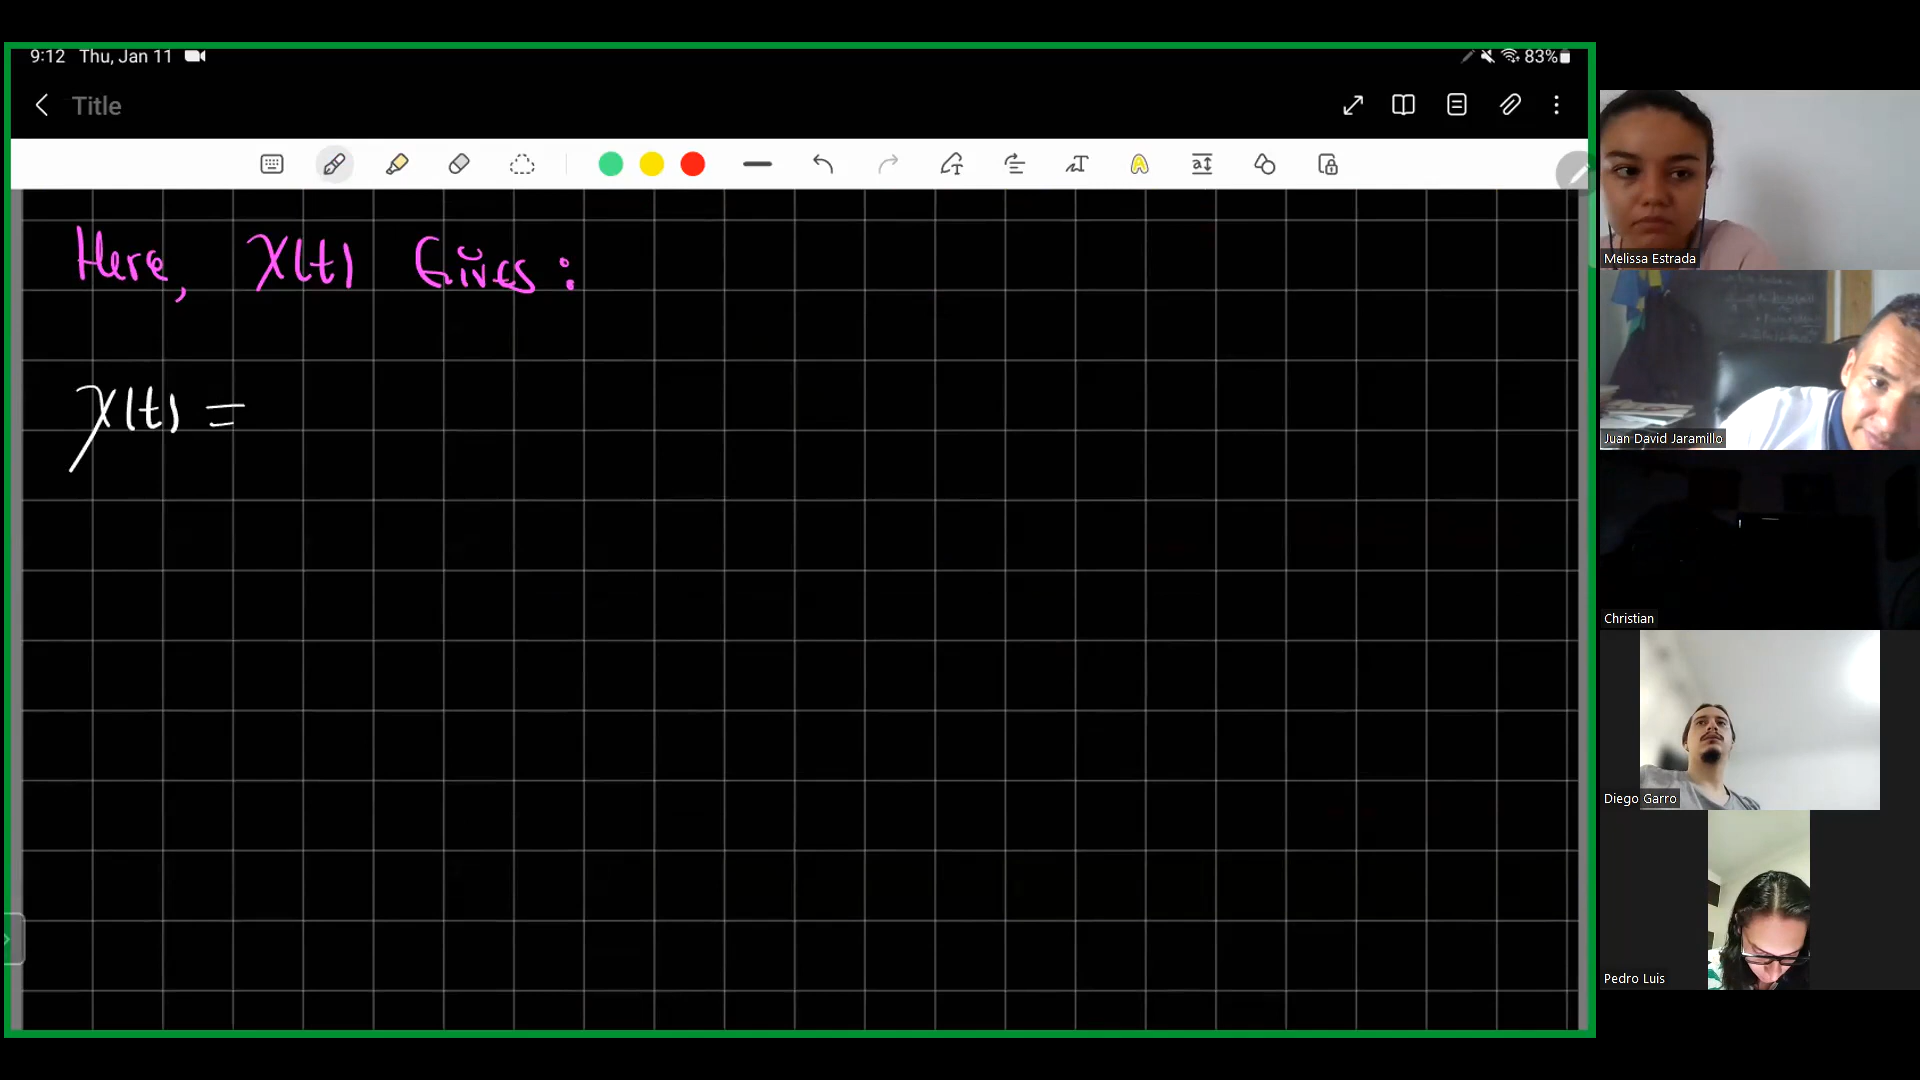 9:12 Thu, Jan 11 83%
Title
Here, X(t) Gives:
X(t) =
Melissa Estrada
Juan David Jaramillo
Christian
Diego Garro
Pedro Luis